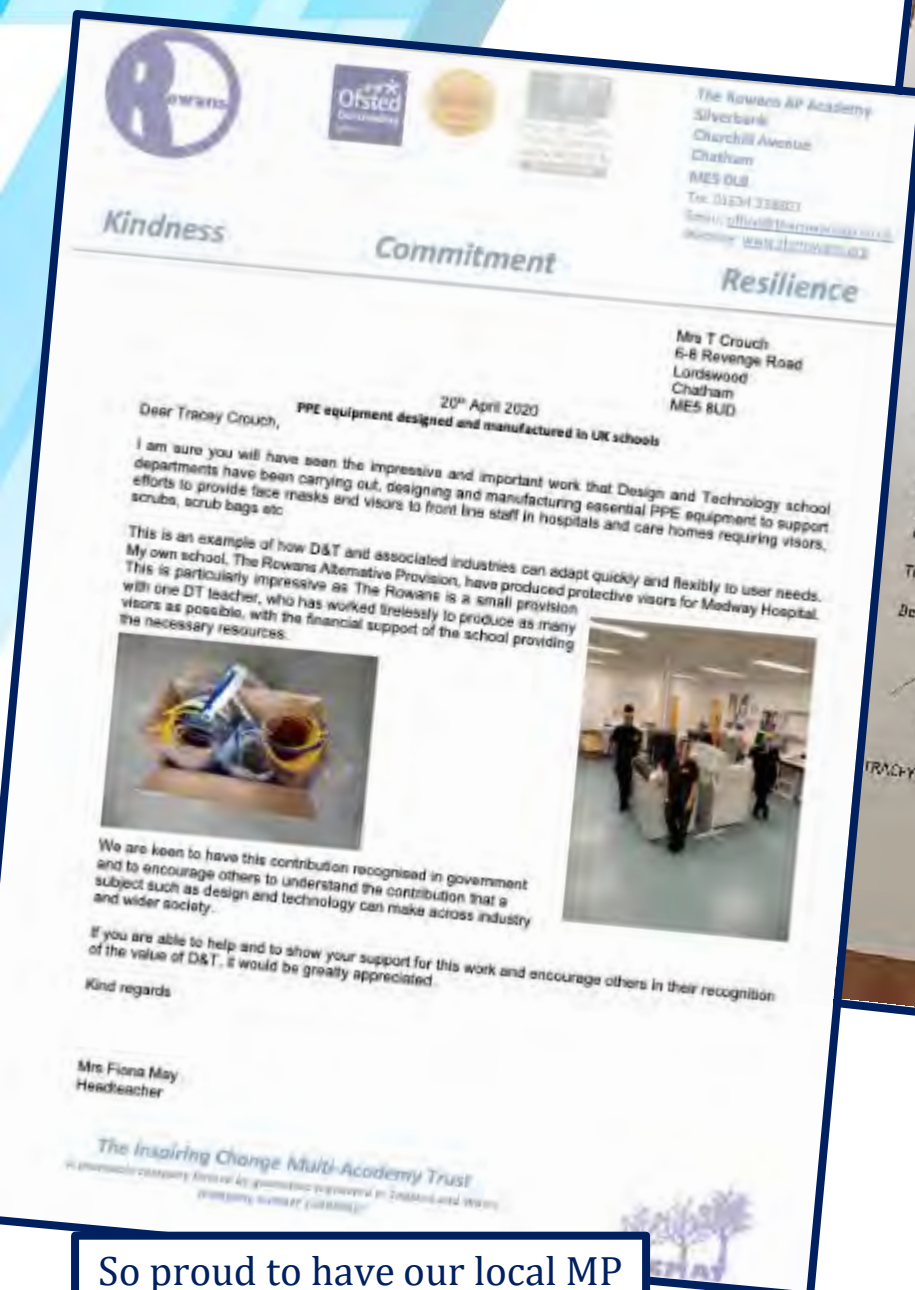 Rowans
Ofsted
Outstanding
The Rowans AP Academy
Silverbank
Churchill Avenue
Chatham
ME5 0LB
Kindness
Commitment
Resilience
Mrs T Crouch
6-8 Revenge Road
Lordswood
Chatham
ME5 8UD
20th April 2020
Dear Tracey Crouch,
PPE equipment designed and manufactured in UK schools
I am sure you will have seen the impressive and important work that Design and Technology school
departments have been carrying out, designing and manufacturing essential PPE equipment to support
efforts to provide face masks and visors to front line staff in hospitals and care homes requiring visors,
scrubs, scrub bags etc
This is an example of how D&T and associated industries can adapt quickly and flexibly to user needs.
My own school, The Rowans Alternative Provision, have produced protective visors for Medway Hospital.
This is particularly impressive as The Rowans is a small provision
with one DT teacher, who has worked tirelessly to produce as many
visors as possible, with the financial support of the school providing
the necessary resources.
We are keen to have this contribution recognised in government
and to encourage others to understand the contribution that a
subject such as design and technology can make across industry
and wider society.
If you are able to help and to show your support for this work and encourage others in their recognition
of the value of D&T, it would be greatly appreciated.
Kind regards
Mrs Fiona May
Headteacher
The Inspiring Change Multi-Academy Trust
So proud to have our local MP
TRACEY